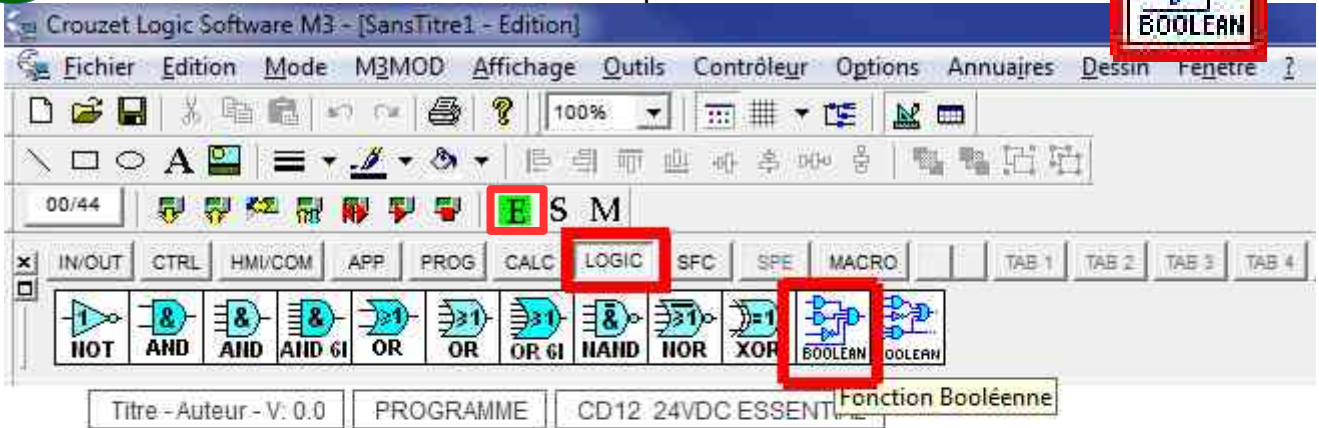 BOOLEAN
Crouzet Logic Software M3 - [SansTitre1 - Edition]
Fichier Edition Mode M3MOD Affichage Outils Contrôleur Options Annuaires Dessin Fenêtre ?
100%
A
00/44 E S M
IN/OUT CTRL HMI/COM APP PROG CALC LOGIC SFC SPE MACRO TAB 1 TAB 2 TAB 3 TAB 4
1 & & & ≥1 ≥1 ≥1 & ≥1 =1
NOT AND AND AND 6I OR OR OR 6I NAND NOR XOR BOOLEAN OOLEAN
Fonction Booléenne
Titre - Auteur - V: 0.0 PROGRAMME CD12 24VDC ESSENT